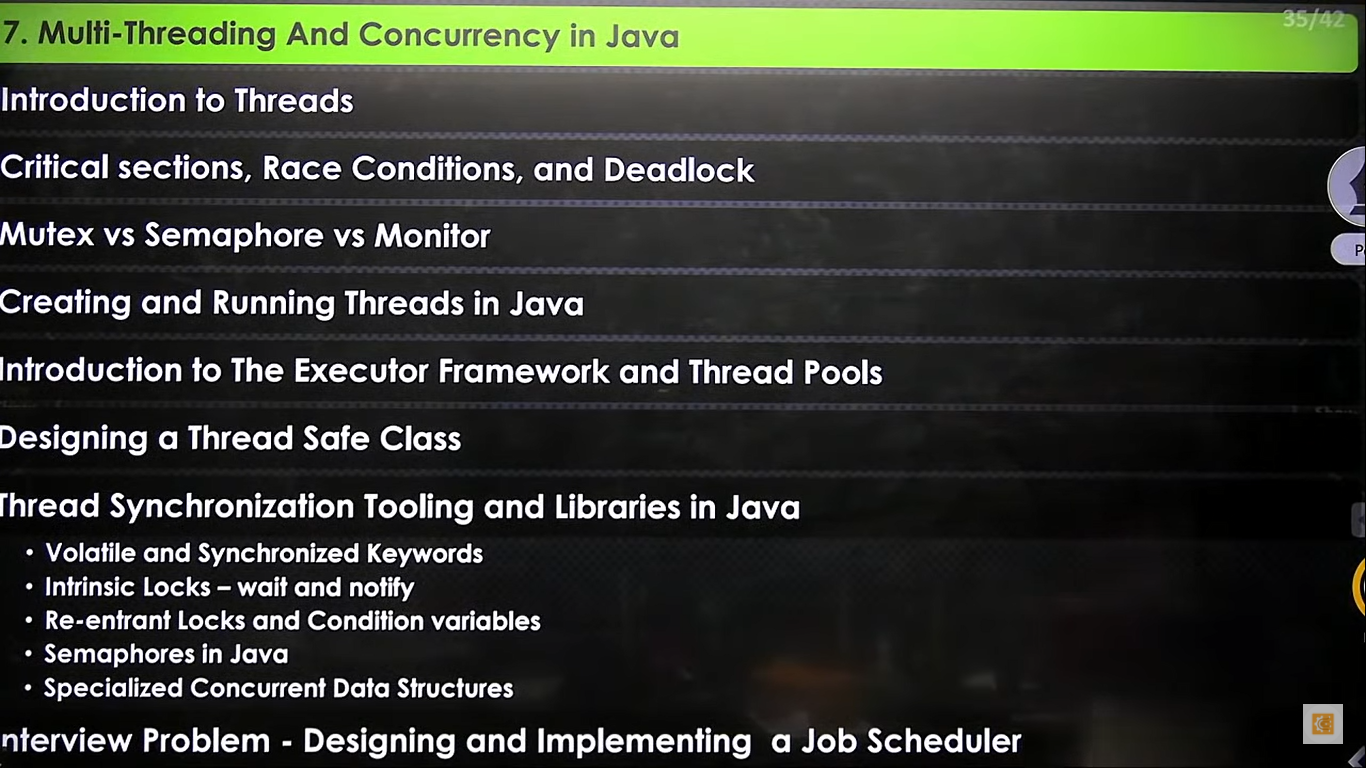 35/42
7. Multi-Threading And Concurrency in Java
Introduction to Threads
Critical sections, Race Conditions, and Deadlock
Mutex vs Semaphore vs Monitor
Creating and Running Threads in Java
Introduction to The Executor Framework and Thread Pools
Designing a Thread Safe Class
Thread Synchronization Tooling and Libraries in Java
• Volatile and Synchronized Keywords
• Intrinsic Locks – wait and notify
• Re-entrant Locks and Condition variables
• Semaphores in Java
• Specialized Concurrent Data Structures
nterview Problem - Designing and Implementing a Job Scheduler